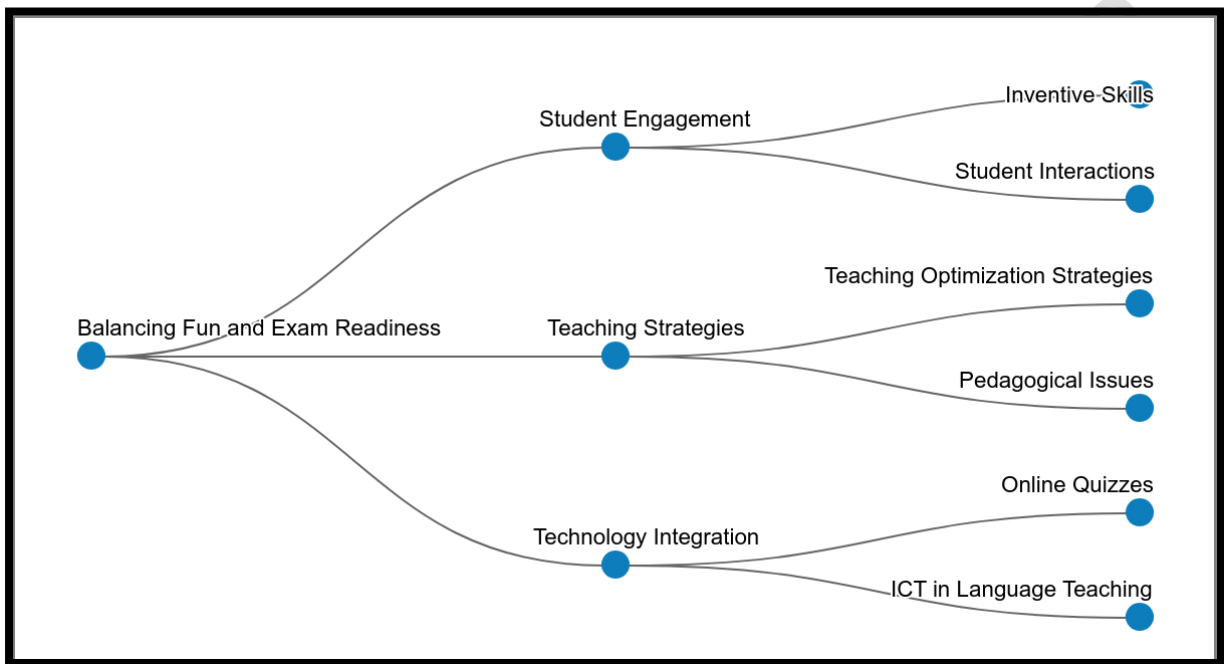 Inventive Skills
Student Engagement
Student Interactions
Teaching Optimization Strategies
Balancing Fun and Exam Readiness
Teaching Strategies
Pedagogical Issues
Online Quizzes
Technology Integration
ICT in Language Teaching